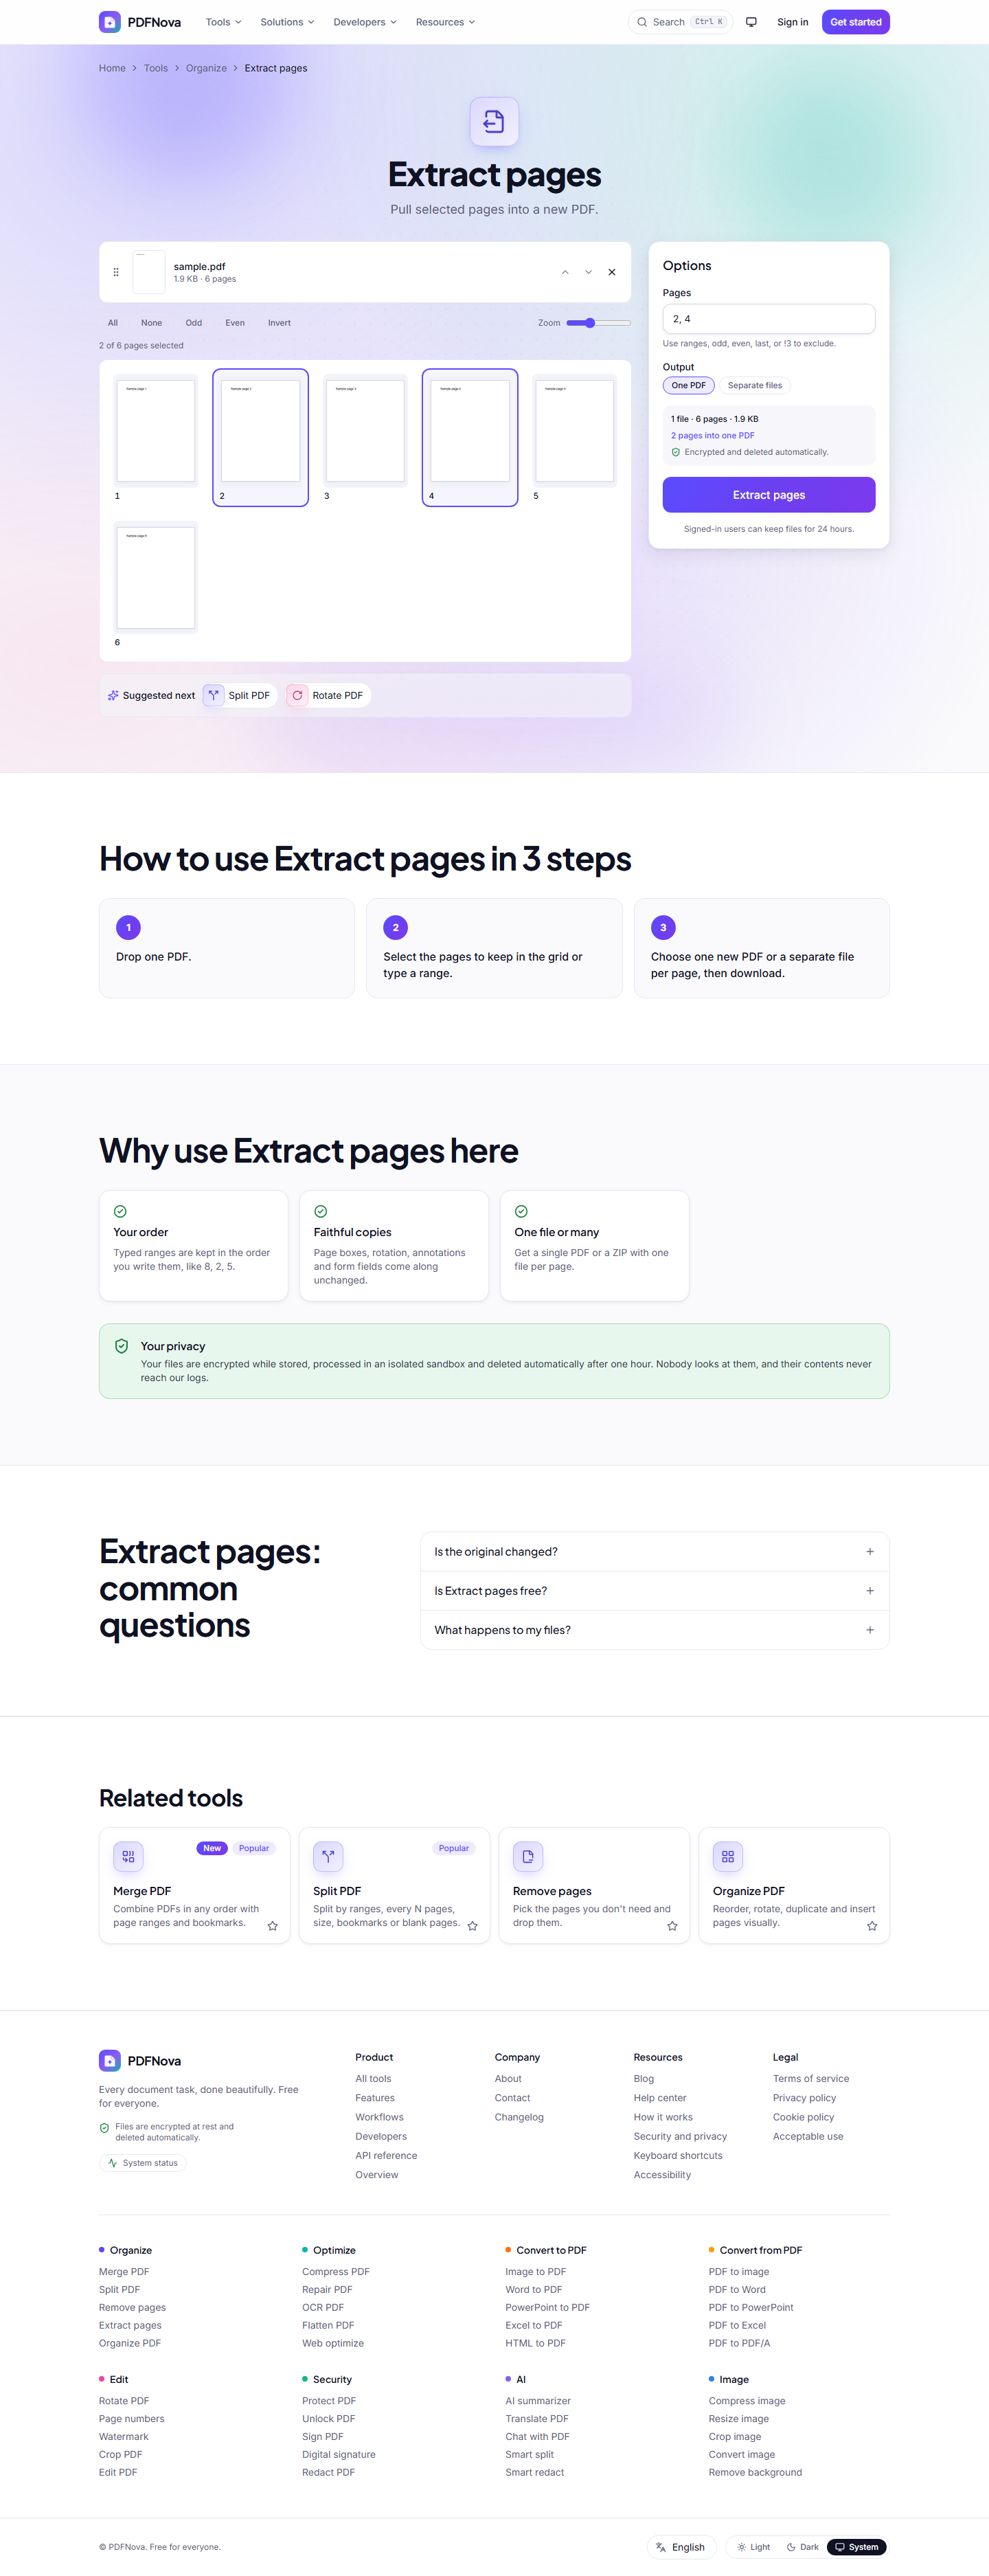 PDFNova
Tools
Solutions
Developers
Resources
Search
Ctrl K
Sign in
Get started
Home > Tools > Organize > Extract pages
Extract pages
Pull selected pages into a new PDF.
sample.pdf
1.9 KB · 6 pages
All
None
Odd
Even
Invert
Zoom
2 of 6 pages selected
Sample page 1
Sample page 2
Sample page 3
Sample page 4
Sample page 5
1
2
3
4
5
Sample page 6
6
Suggested next
Split PDF
Rotate PDF
Options
Pages
2, 4
Use ranges, odd, even, last, or !3 to exclude.
Output
One PDF
Separate files
1 file · 6 pages · 1.9 KB
2 pages into one PDF
Encrypted and deleted automatically.
Extract pages
Signed-in users can keep files for 24 hours.
How to use Extract pages in 3 steps
1
Drop one PDF.
2
Select the pages to keep in the grid or
type a range.
3
Choose one new PDF or a separate file
per page, then download.
Why use Extract pages here
Your order
Typed ranges are kept in the order
you write them, like 8, 2, 5.
Faithful copies
Page boxes, rotation, annotations
and form fields come along
unchanged.
One file or many
Get a single PDF or a ZIP with one
file per page.
Your privacy
Your files are encrypted while stored, processed in an isolated sandbox and deleted automatically after one hour. Nobody looks at them, and their contents never
reach our logs.
Extract pages:
common
questions
Is the original changed?
Is Extract pages free?
What happens to my files?
Related tools
New
Popular
Merge PDF
Combine PDFs in any order with
page ranges and bookmarks.
Popular
Split PDF
Split by ranges, every N pages,
size, bookmarks or blank pages.
Remove pages
Pick the pages you don't need and
drop them.
Organize PDF
Reorder, rotate, duplicate and insert
pages visually.
PDFNova
Every document task, done beautifully. Free
for everyone.
Files are encrypted at rest and
deleted automatically.
System status
Product
All tools
Features
Workflows
Developers
API reference
Overview
Company
About
Contact
Changelog
Resources
Blog
Help center
How it works
Security and privacy
Keyboard shortcuts
Accessibility
Legal
Terms of service
Privacy policy
Cookie policy
Acceptable use
Organize
Merge PDF
Split PDF
Remove pages
Extract pages
Organize PDF
Optimize
Compress PDF
Repair PDF
OCR PDF
Flatten PDF
Web optimize
Convert to PDF
Image to PDF
Word to PDF
PowerPoint to PDF
Excel to PDF
HTML to PDF
Convert from PDF
PDF to image
PDF to Word
PDF to PowerPoint
PDF to Excel
PDF to PDF/A
Edit
Rotate PDF
Page numbers
Watermark
Crop PDF
Edit PDF
Security
Protect PDF
Unlock PDF
Sign PDF
Digital signature
Redact PDF
AI
AI summarizer
Translate PDF
Chat with PDF
Smart split
Smart redact
Image
Compress image
Resize image
Crop image
Convert image
Remove background
© PDFNova. Free for everyone.
English
Light
Dark
System